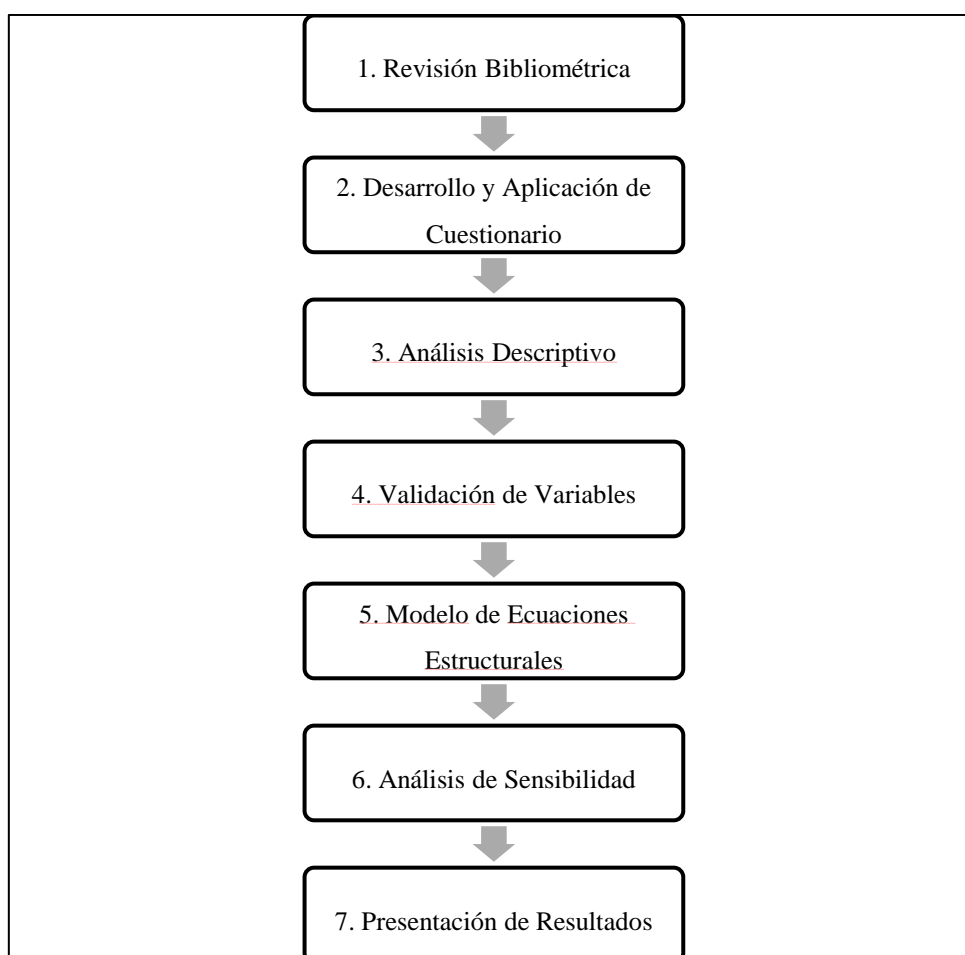 1. Revisión Bibliométrica
2. Desarrollo y Aplicación de
Cuestionario
3. Análisis Descriptivo
4. Validación de Variables
5. Modelo de Ecuaciones
Estructurales
6. Análisis de Sensibilidad
7. Presentación de Resultados